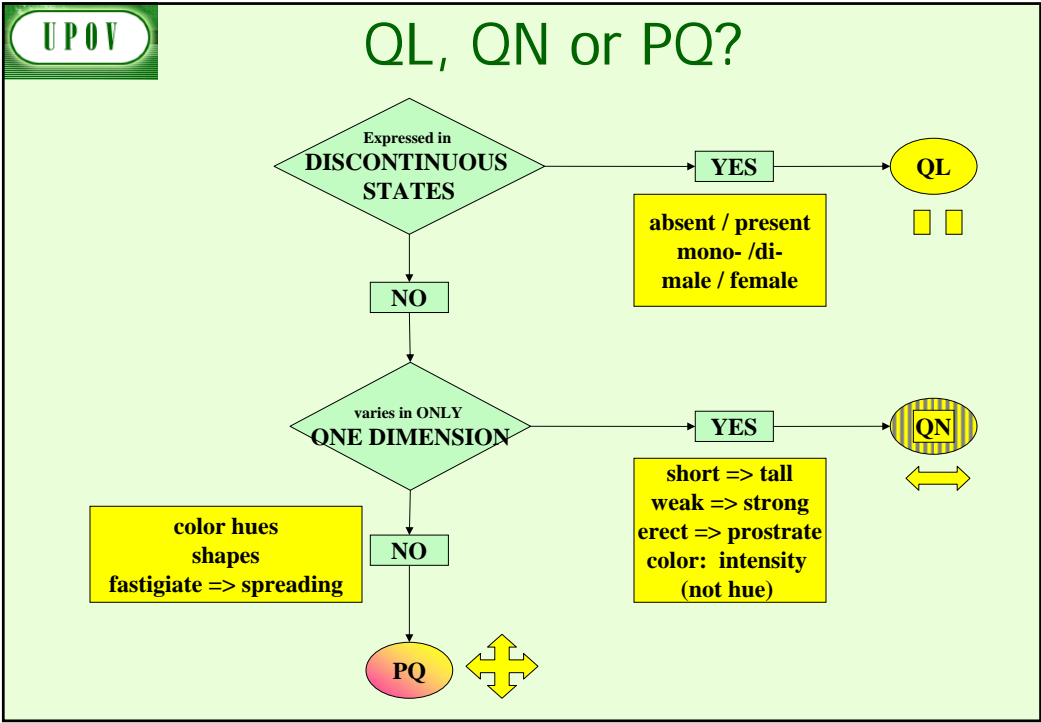 UPOV
QL, QN or PQ?
Expressed in
DISCONTINUOUS
STATES
YES
QL
absent / present
mono- /di-
male / female
NO
varies in ONLY
ONE DIMENSION
YES
QN
short => tall
weak => strong
erect => prostrate
color: intensity
(not hue)
color hues
shapes
fastigiate => spreading
NO
PQ